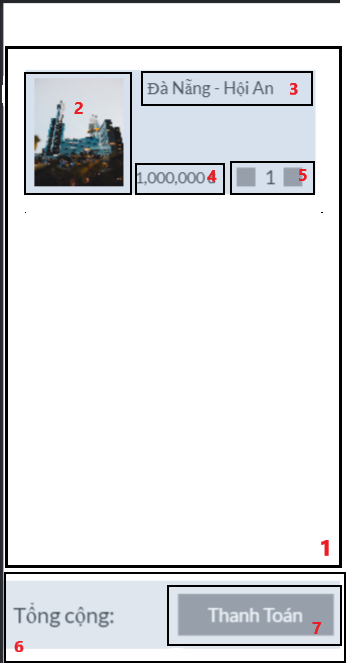 2
Đà Nẵng - Hội An 3
1,000,000 4
1 5
1
Tổng cộng:
Thanh Toán
7
6